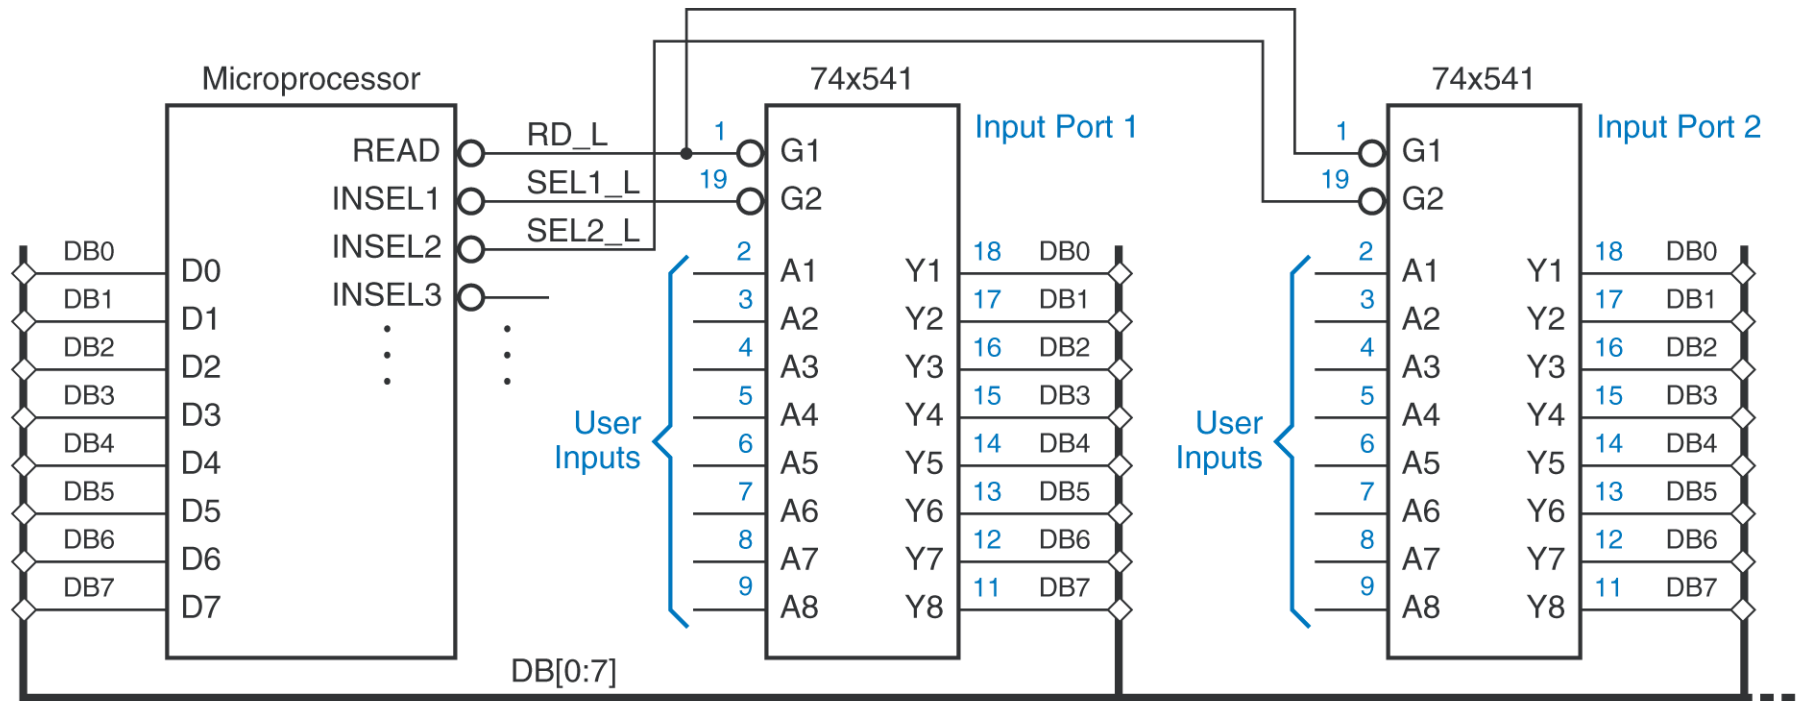 Microprocessor
READ
INSEL1
INSEL2
INSEL3
D0
D1
D2
D3
D4
D5
D6
D7
DB0
DB1
DB2
DB3
DB4
DB5
DB6
DB7
RD_L
SEL1_L
SEL2_L
DB[0:7]
74x541
Input Port 1
1 G1
19 G2
User
Inputs
2 A1 Y1 18 DB0
3 A2 Y2 17 DB1
4 A3 Y3 16 DB2
5 A4 Y4 15 DB3
6 A5 Y5 14 DB4
7 A6 Y6 13 DB5
8 A7 Y7 12 DB6
9 A8 Y8 11 DB7
74x541
Input Port 2
1 G1
19 G2
User
Inputs
2 A1 Y1 18 DB0
3 A2 Y2 17 DB1
4 A3 Y3 16 DB2
5 A4 Y4 15 DB3
6 A5 Y5 14 DB4
7 A6 Y6 13 DB5
8 A7 Y7 12 DB6
9 A8 Y8 11 DB7